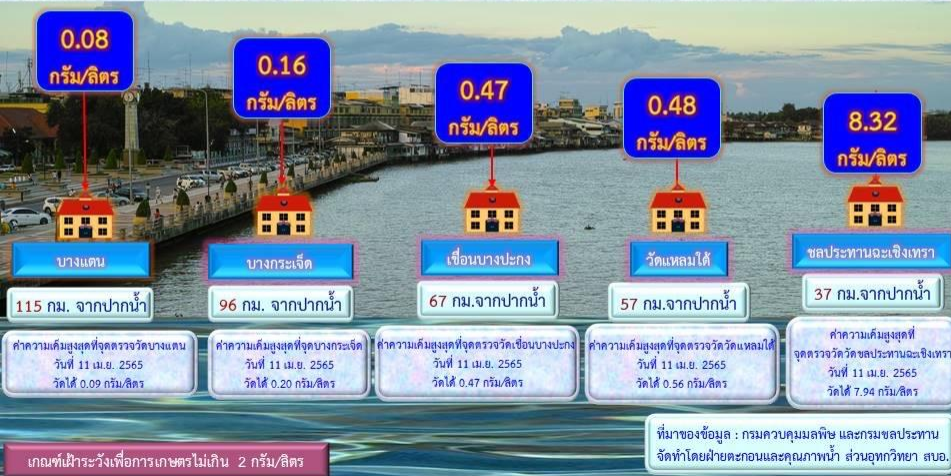 0.08
กรัม/ลิตร
0.16
กรัม/ลิตร
0.47
กรัม/ลิตร
0.48
กรัม/ลิตร
8.32
กรัม/ลิตร
บางแตน
บางกระเจ็ด
เขื่อนบางปะกง
วัดแหลมใต้
ชลประทานฉะเชิงเทรา
115 กม. จากปากน้ำ
96 กม. จากปากน้ำ
67 กม.จากปากน้ำ
57 กม.จากปากน้ำ
37 กม.จากปากน้ำ
ค่าความเค็มสูงสุดที่จุดตรวจวัดบางแตน
วันที่ 11 เม.ย. 2565
วัดได้ 0.09 กรัม/ลิตร
ค่าความเค็มสูงสุดที่จุดบางกระเจ็ด
วันที่ 11 เม.ย. 2565
วัดได้ 0.20 กรัม/ลิตร
ค่าความเค็มสูงสุดที่จุดตรวจวัดเขื่อนบางปะกง
วันที่ 11 เม.ย. 2565
วัดได้ 0.47 กรัม/ลิตร
ค่าความเค็มสูงสุดที่จุดตรวจวัดวัดแหลมใต้
วันที่ 11 เม.ย. 2565
วัดได้ 0.56 กรัม/ลิตร
ค่าความเค็มสูงสุดที่
จุดตรวจวัดวัดชลประทานฉะเชิงเทรา
วันที่ 11 เม.ย. 2565
วัดได้ 7.94 กรัม/ลิตร
เกณฑ์เฝ้าระวังเพื่อการเกษตรไม่เกิน 2 กรัม/ลิตร
ที่มาของข้อมูล : กรมควบคุมมลพิษ และกรมชลประทาน
จัดทำโดยฝ่ายตะกอนและคุณภาพน้ำ ส่วนอุทกวิทยา สบอ.